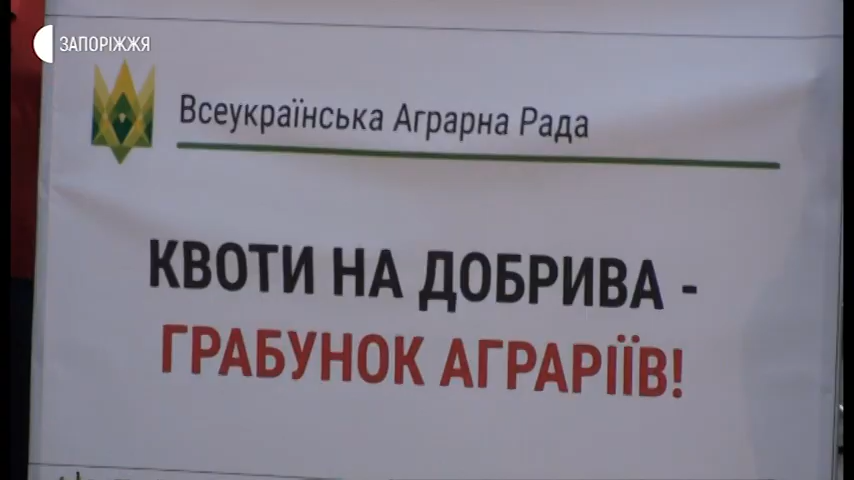 ЗАПОРІЖЖЯ
Всеукраїнська Аграрна Рада
КВОТИ НА ДОБРИВА -
ГРАБУНОК АГРАРІЇВ!